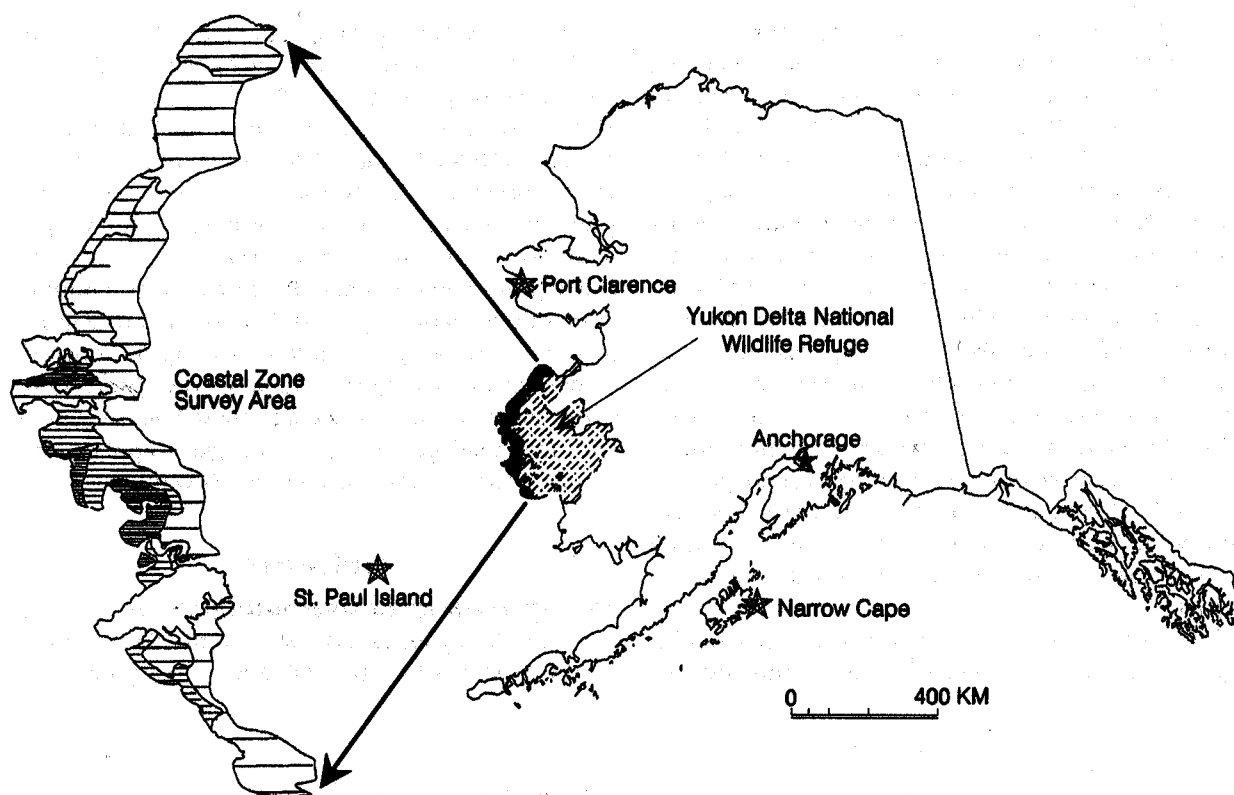 Port Clarence
Yukon Delta National
Wildlife Refuge
Coastal Zone
Survey Area
Anchorage
St. Paul Island
Narrow Cape
0 400 KM